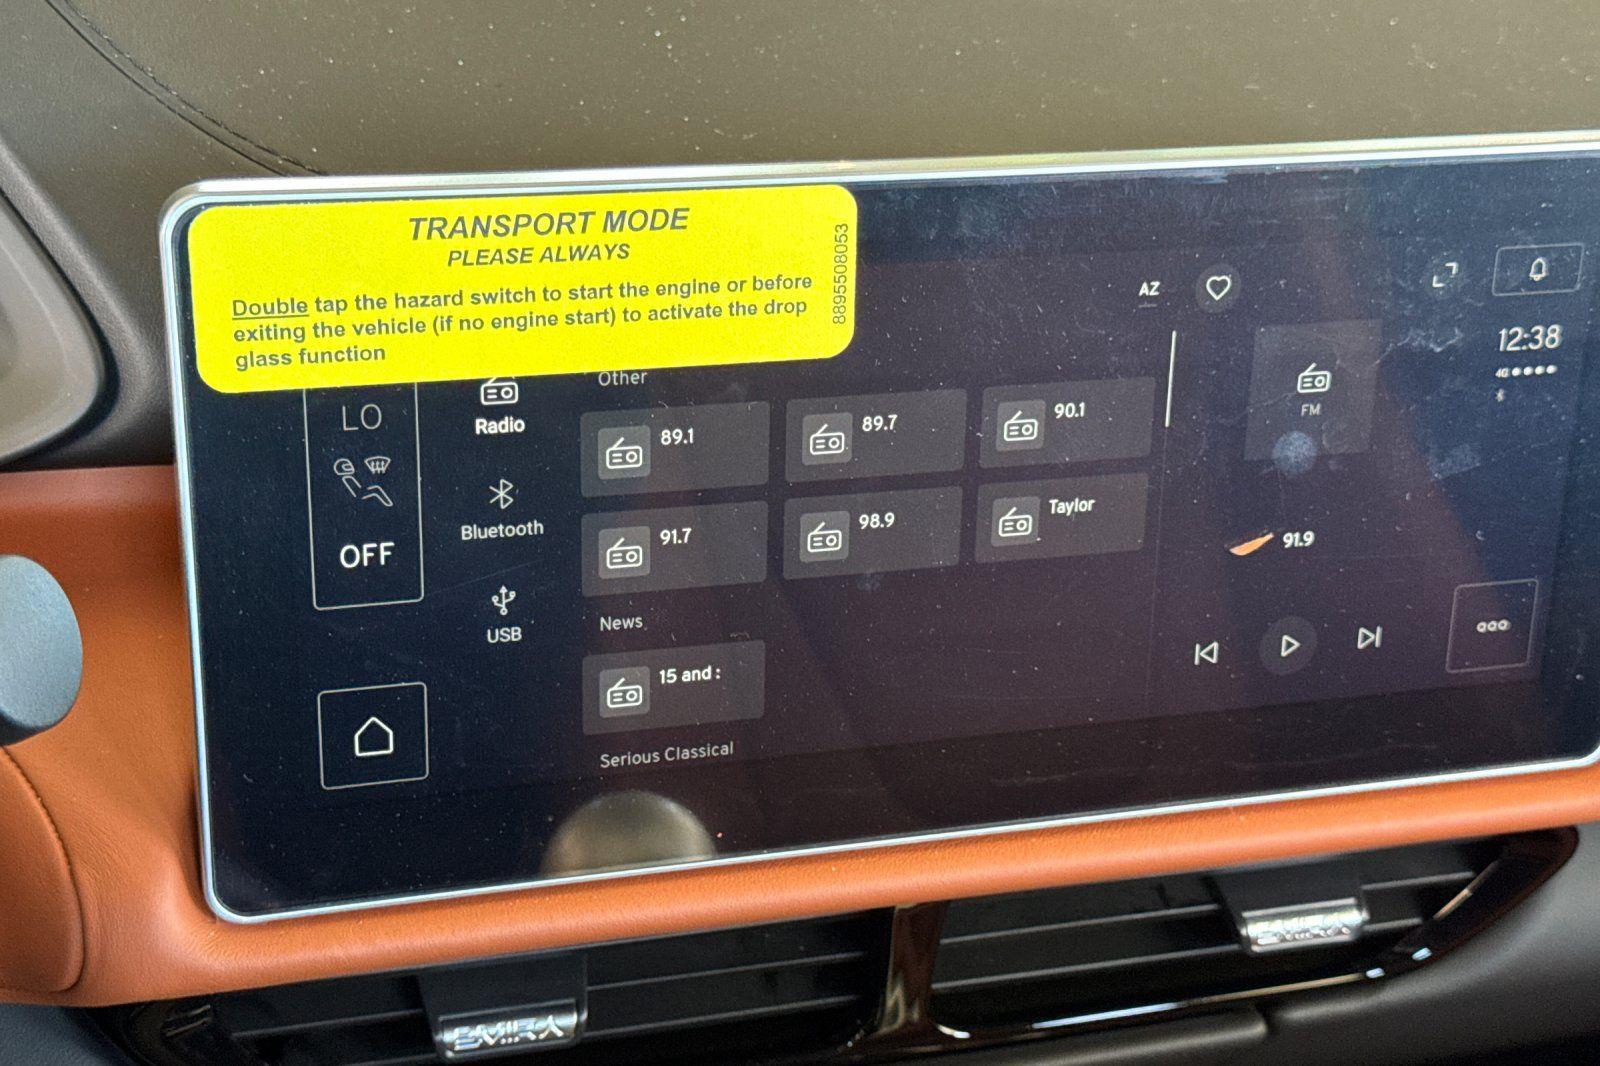 TRANSPORT MODE
PLEASE ALWAYS
Double tap the hazard switch to start the engine or before
exiting the vehicle (if no engine start) to activate the drop
glass function
8895508053
AZ
12:38
4G
LO
OFF
Radio
Bluetooth
USB
Other
89.1
89.7
90.1
91.7
98.9
Taylor
News
15 and :
Serious Classical
FM
91.9
EMIRA
EMIRA